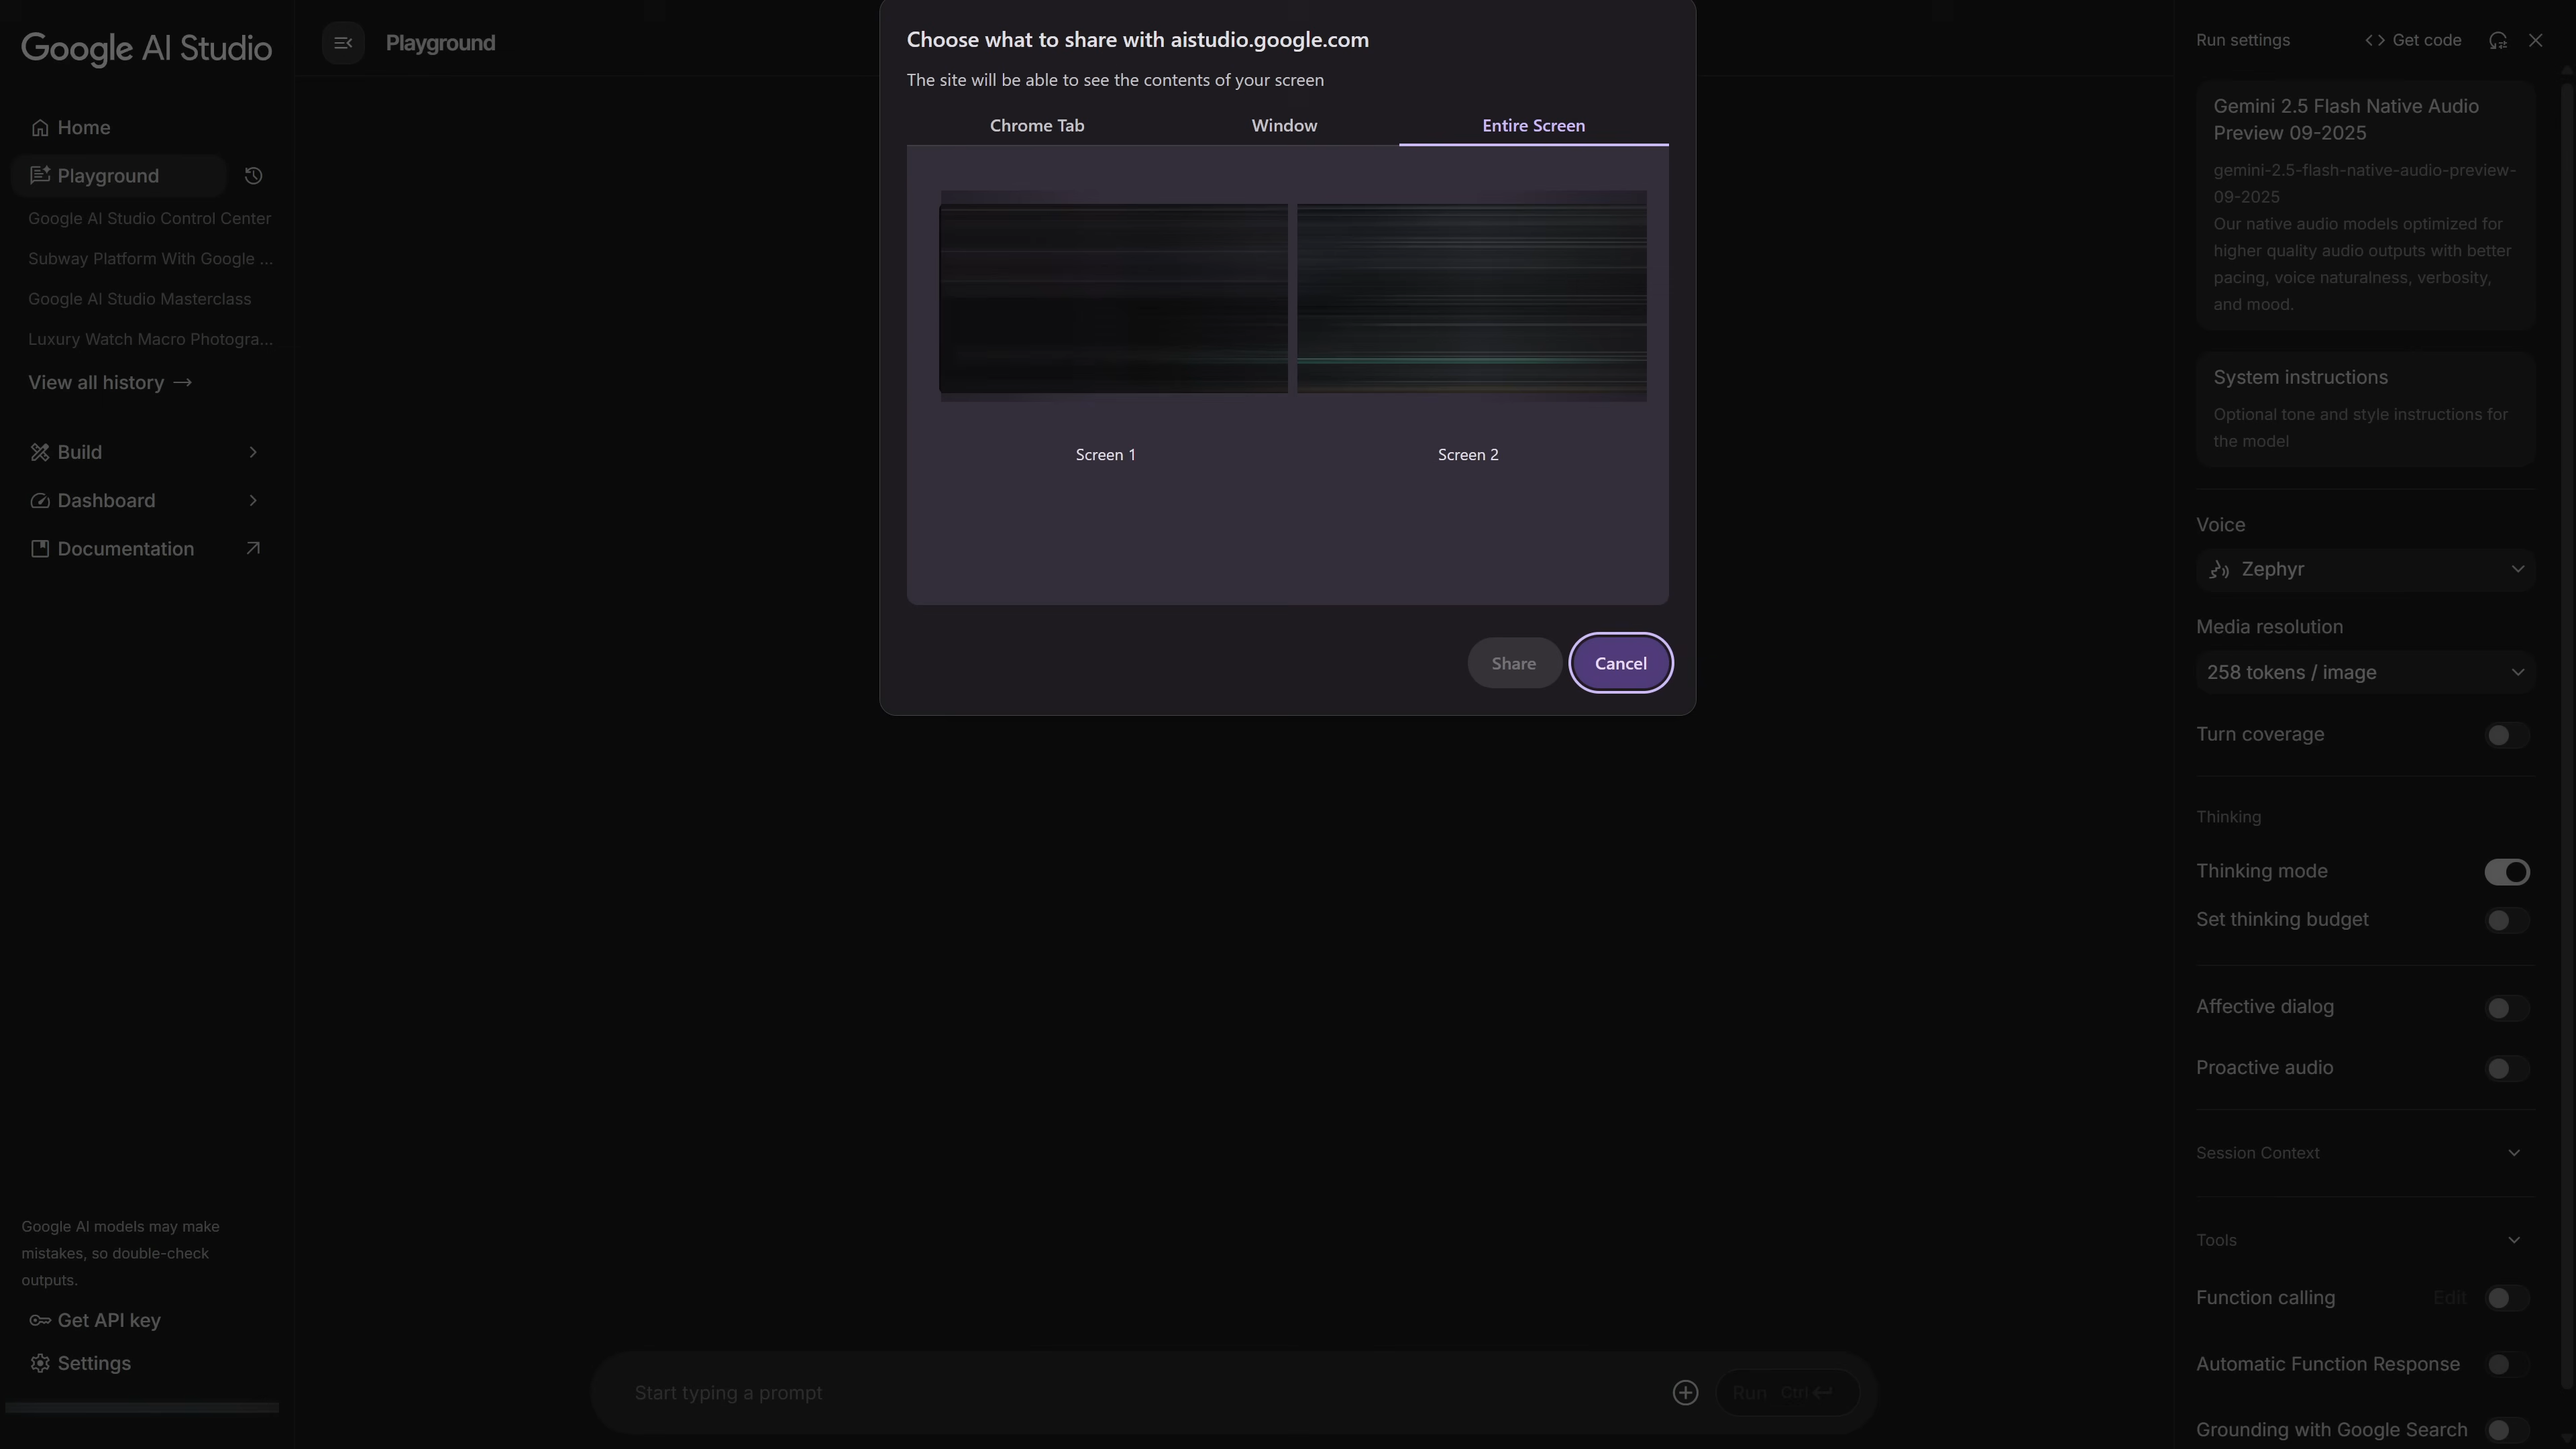 Google AI Studio
Home
Playground
Google AI Studio Control Center
Subway Platform With Google ...
Google AI Studio Masterclass
Luxury Watch Macro Photogra...
View all history →
Build
Dashboard
Documentation
Google AI models may make
mistakes, so double-check
outputs.
Get API key
Settings
Playground
Choose what to share with aistudio.google.com
The site will be able to see the contents of your screen
Chrome Tab
Window
Entire Screen
Screen 1
Screen 2
Share
Cancel
Start typing a prompt
Run Ctrl
Run settings
Get code
Gemini 2.5 Flash Native Audio
Preview 09-2025
gemini-2.5-flash-native-audio-preview-
09-2025
Our native audio models optimized for
higher quality audio outputs with better
pacing, voice naturalness, verbosity,
and mood.
System instructions
Optional tone and style instructions for
the model
Voice
Zephyr
Media resolution
258 tokens / image
Turn coverage
Thinking
Thinking mode
Set thinking budget
Affective dialog
Proactive audio
Session Context
Tools
Function calling
Edit
Automatic Function Response
Grounding with Google Search